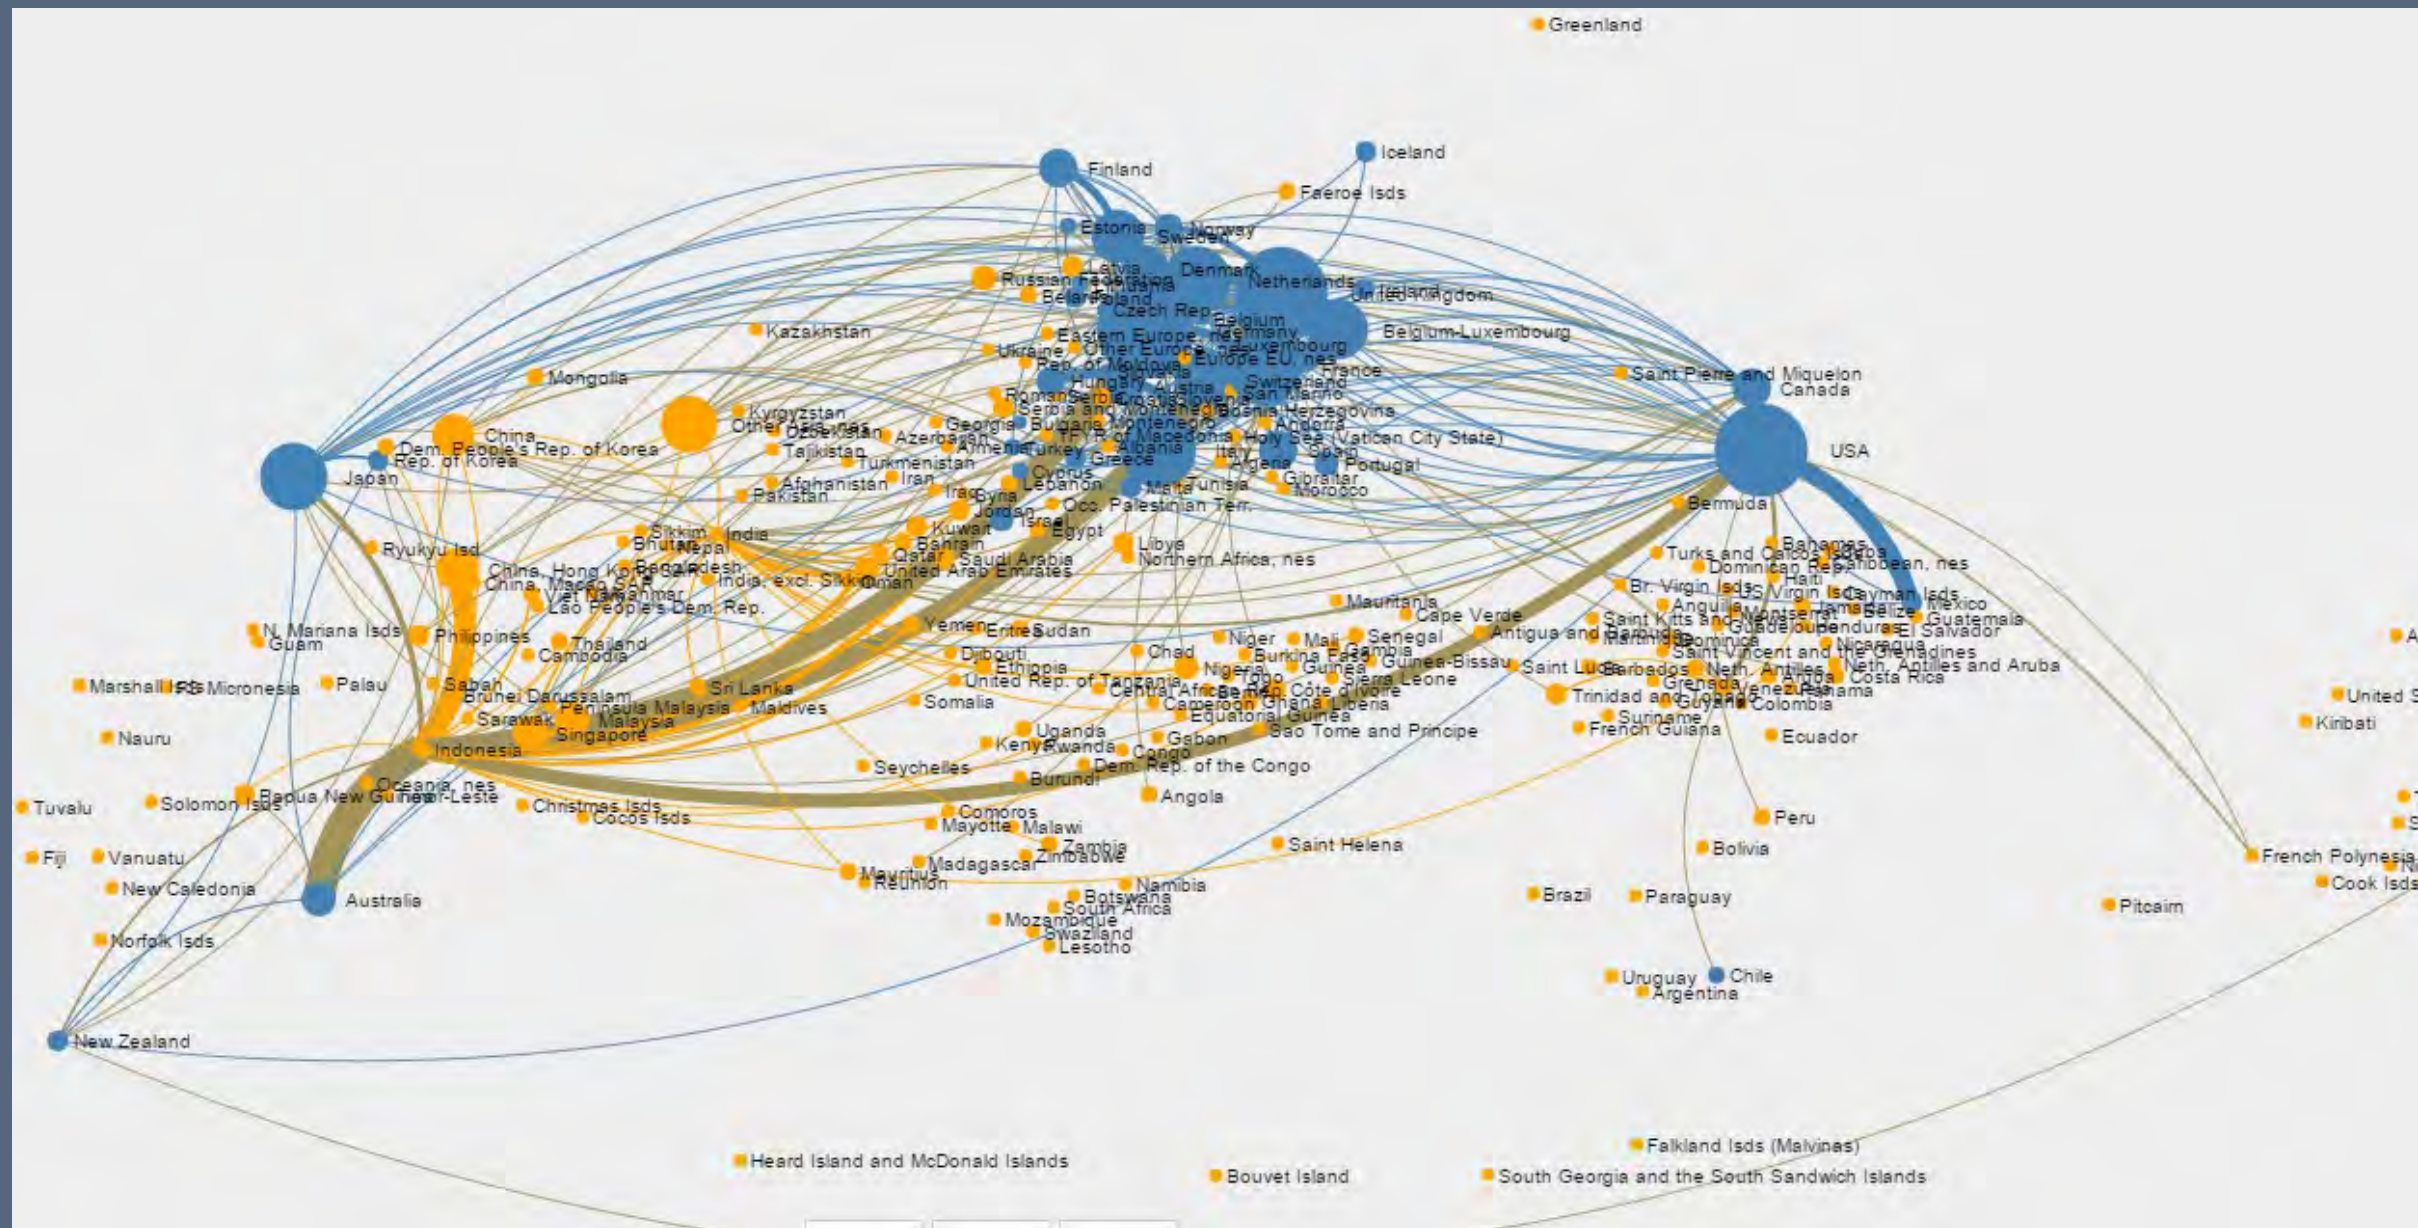 Greenland
Iceland
Finland
Faeroe Isds
Estonia
Norway
Sweden
Latvia
Denmark
Russian Federation
Netherlands
Lithuania
Ireland
Belarus
Poland
United Kingdom
Czech Rep.
Belgium
Kazakhstan
Germany
Belgium-Luxembourg
Eastern Europe, nes
Luxembourg
Ukraine
Other Europe, nes
Europe EU, nes
Rep. of Moldova
France
Slovakia
Saint Pierre and Miquelon
Mongolia
Hungary
Austria
Switzerland
Canada
San Marino
Serbia
Croatia
Slovenia
Kyrgyzstan
Serbia and Montenegro
Bosnia Herzegovina
Other Asia, nes
Georgia
Bulgaria
Montenegro
Andorra
Uzbekistan
China
Azerbaijan
TFYR of Macedonia
Holy See (Vatican City State)
Dem. People's Rep. of Korea
Armenia
Turkey
Albania
Tajikistan
Italy
Spain
USA
Rep. of Korea
Turkmenistan
Greece
Algeria
Portugal
Japan
Cyprus
Iran
Gibraltar
Afghanistan
Lebanon
Malta
Tunisia
Morocco
Pakistan
Iraq
Syria
Bermuda
Jordan
Occ. Palestinian Terr.
Israel
Sikkim
India
Kuwait
Egypt
Ryukyu Isd
Bhutan
Nepal
Bahrain
Libya
Bahamas
Qatar
Saudi Arabia
Northern Africa, nes
Turks and Caicos Isds
Cuba
Bangladesh
China, Hong Kong SAR
United Arab Emirates
Dominican Rep.
Caribbean, nes
China, Macao SAR
India, excl. Sikkim
Oman
Haiti
Br. Virgin Isds
US Virgin Isds
Cayman Isds
Viet Nam
Myanmar
Lao People's Dem. Rep.
Mauritania
Anguilla
Montserrat
Jamaica
Belize
Mexico
Cape Verde
Saint Kitts and Nevis
Guatemala
N. Mariana Isds
Philippines
Yemen
Eritrea
Sudan
Antigua and Barbuda
Guadeloupe
Honduras
El Salvador
Guam
Thailand
Niger
Mali
Senegal
Martinique
Dominica
Nicaragua
Cambodia
Djibouti
Chad
Burkina Faso
Gambia
Saint Vincent and the Grenadines
Ethiopia
Nigeria
Guinea
Guinea-Bissau
Saint Lucia
Barbados
Neth. Antilles
Neth. Antilles and Aruba
Marshall Isds
FS Micronesia
Palau
Sabah
Sri Lanka
United Rep. of Tanzania
Togo
Sierra Leone
Grenada
Aruba
Costa Rica
Brunei Darussalam
Central African Rep.
Benin
Côte d'Ivoire
Trinidad and Tobago
Venezuela
Panama
United S
Somalia
Cameroon
Ghana
Liberia
Guyana
Colombia
Peninsula Malaysia
Maldives
Sarawak
Malaysia
Equatorial Guinea
Suriname
Kiribati
Singapore
Uganda
Sao Tome and Principe
French Guiana
Ecuador
Nauru
Indonesia
Kenya
Rwanda
Congo
Gabon
Seychelles
Dem. Rep. of the Congo
Burundi
Oceania, nes
Angola
Tuvalu
Solomon Isds
Papua New Guinea
Timor-Leste
Christmas Isds
Cocos Isds
Comoros
Mayotte
Malawi
Peru
Zambia
Saint Helena
Bolivia
Fiji
Vanuatu
Zimbabwe
Madagascar
French Polynesia
Mauritius
Reunion
Namibia
Cook Isds
New Caledonia
Australia
Botswana
Brazil
Paraguay
Pitcairn
South Africa
Mozambique
Swaziland
Norfolk Isds
Lesotho
Uruguay
Chile
Argentina
New Zealand
Falkland Isds (Malvinas)
Heard Island and McDonald Islands
Bouvet Island
South Georgia and the South Sandwich Islands